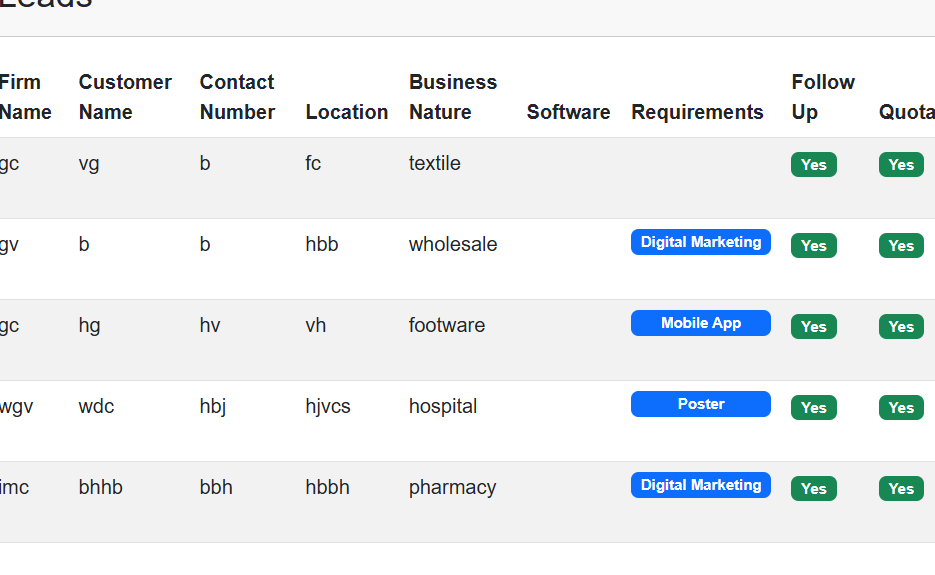 Leads
Firm Name Customer Name Contact Number Location Business Nature Software Requirements Follow Up Quota
gc vg b fc textile Yes Yes
gv b b hbb wholesale Digital Marketing Yes Yes
gc hg hv vh footware Mobile App Yes Yes
wgv wdc hbj hjvcs hospital Poster Yes Yes
imc bhhb bbh hbbh pharmacy Digital Marketing Yes Yes